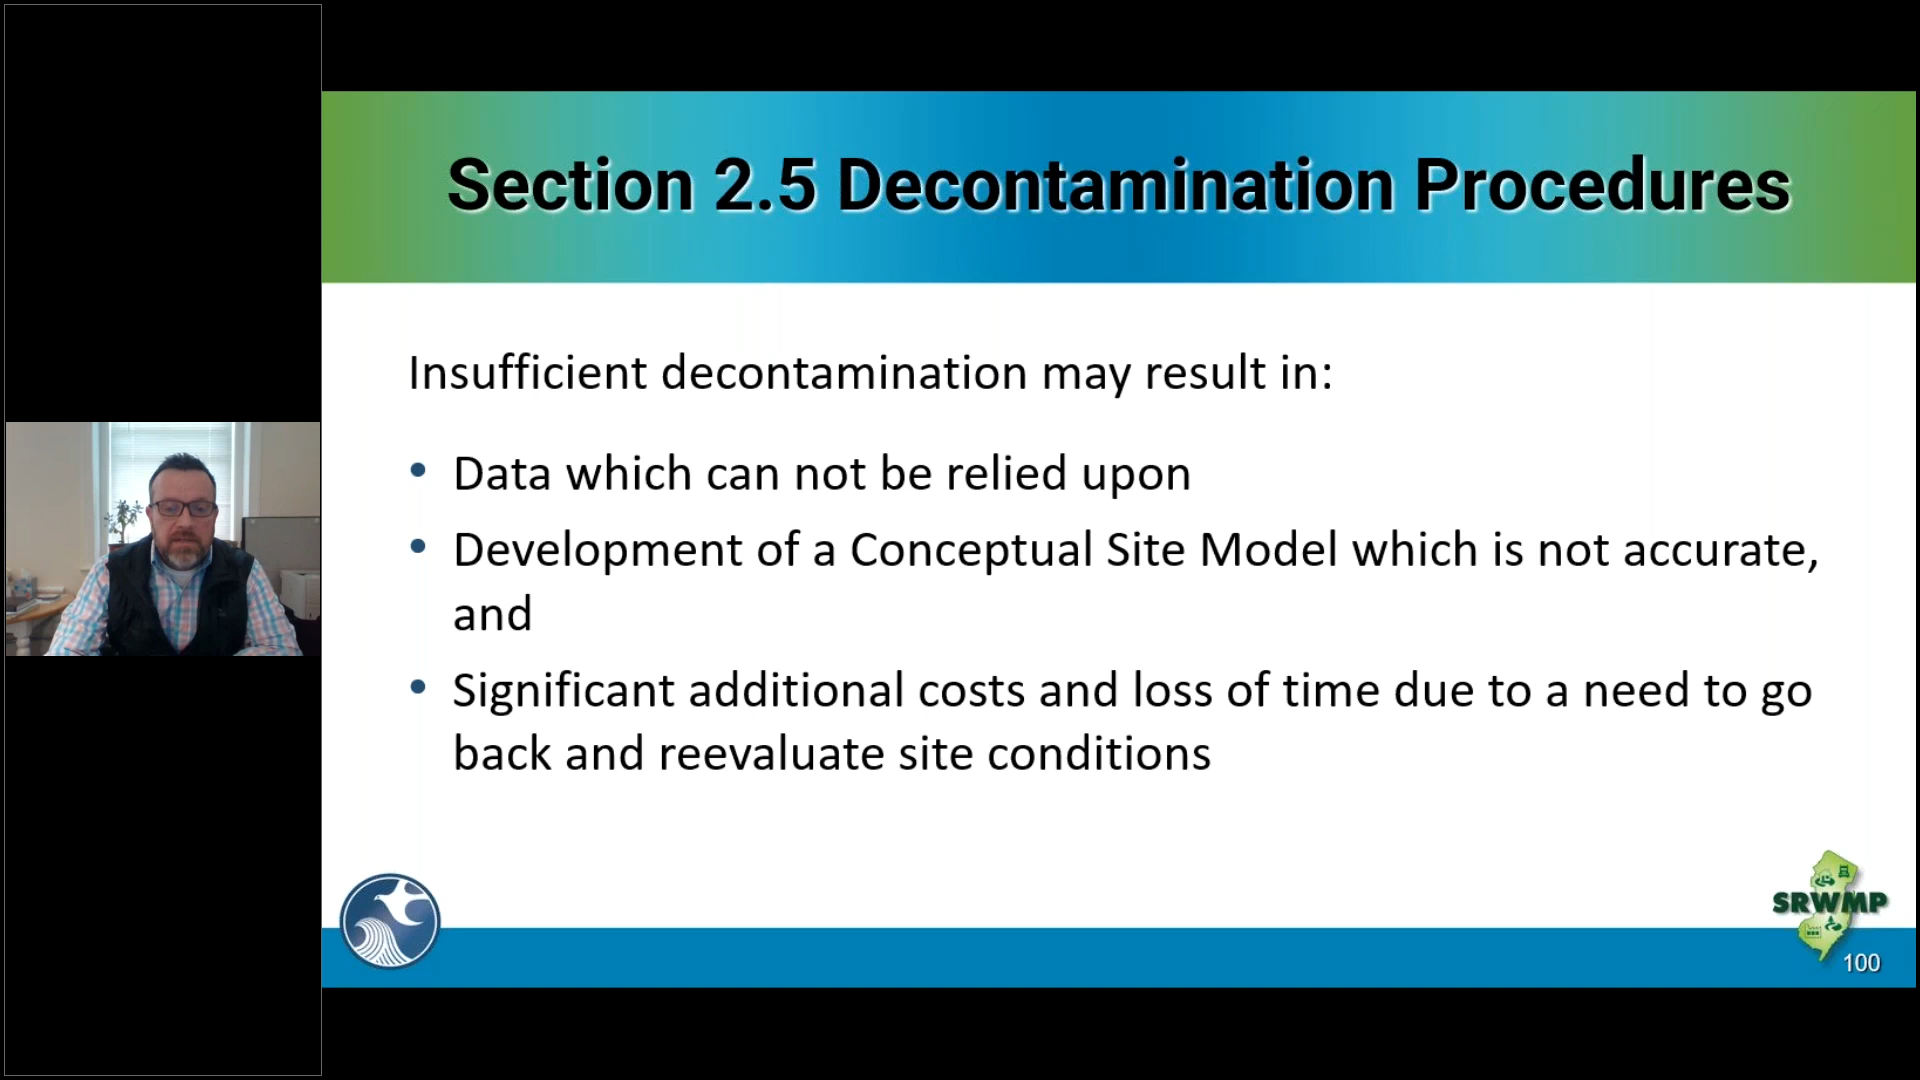 Section 2.5 Decontamination Procedures
Insufficient decontamination may result in:
• Data which can not be relied upon
• Development of a Conceptual Site Model which is not accurate,
and
• Significant additional costs and loss of time due to a need to go
back and reevaluate site conditions
SRWMP
100